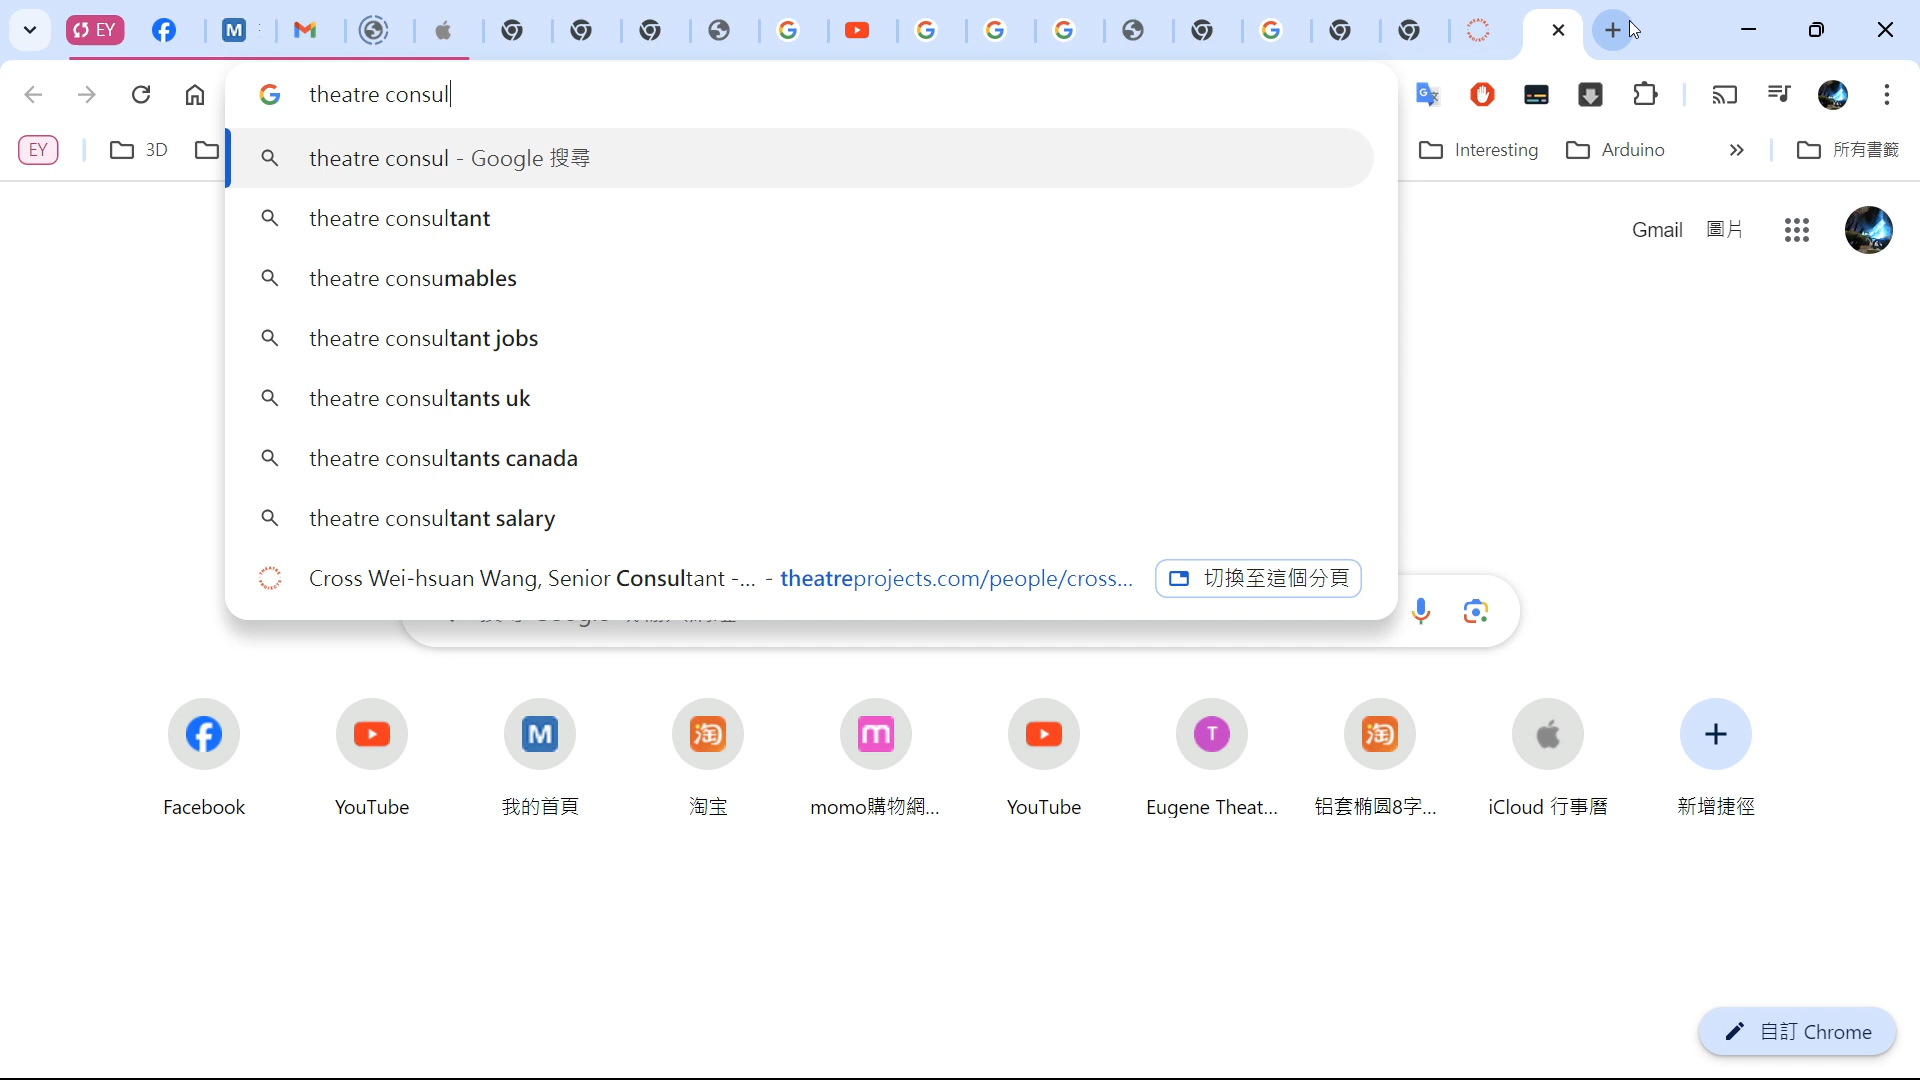 EY
theatre consul
EY
3D
Interesting
Arduino
所有書籤
theatre consul - Google 搜尋
theatre consultant
Gmail
圖片
theatre consumables
theatre consultant jobs
theatre consultants uk
theatre consultants canada
theatre consultant salary
Cross Wei-hsuan Wang, Senior Consultant -... - theatreprojects.com/people/cross...
切換至這個分頁
Facebook
YouTube
我的首頁
淘宝
momo購物網...
YouTube
Eugene Theat...
铝套椭圆8字...
iCloud 行事曆
新增捷徑
自訂 Chrome